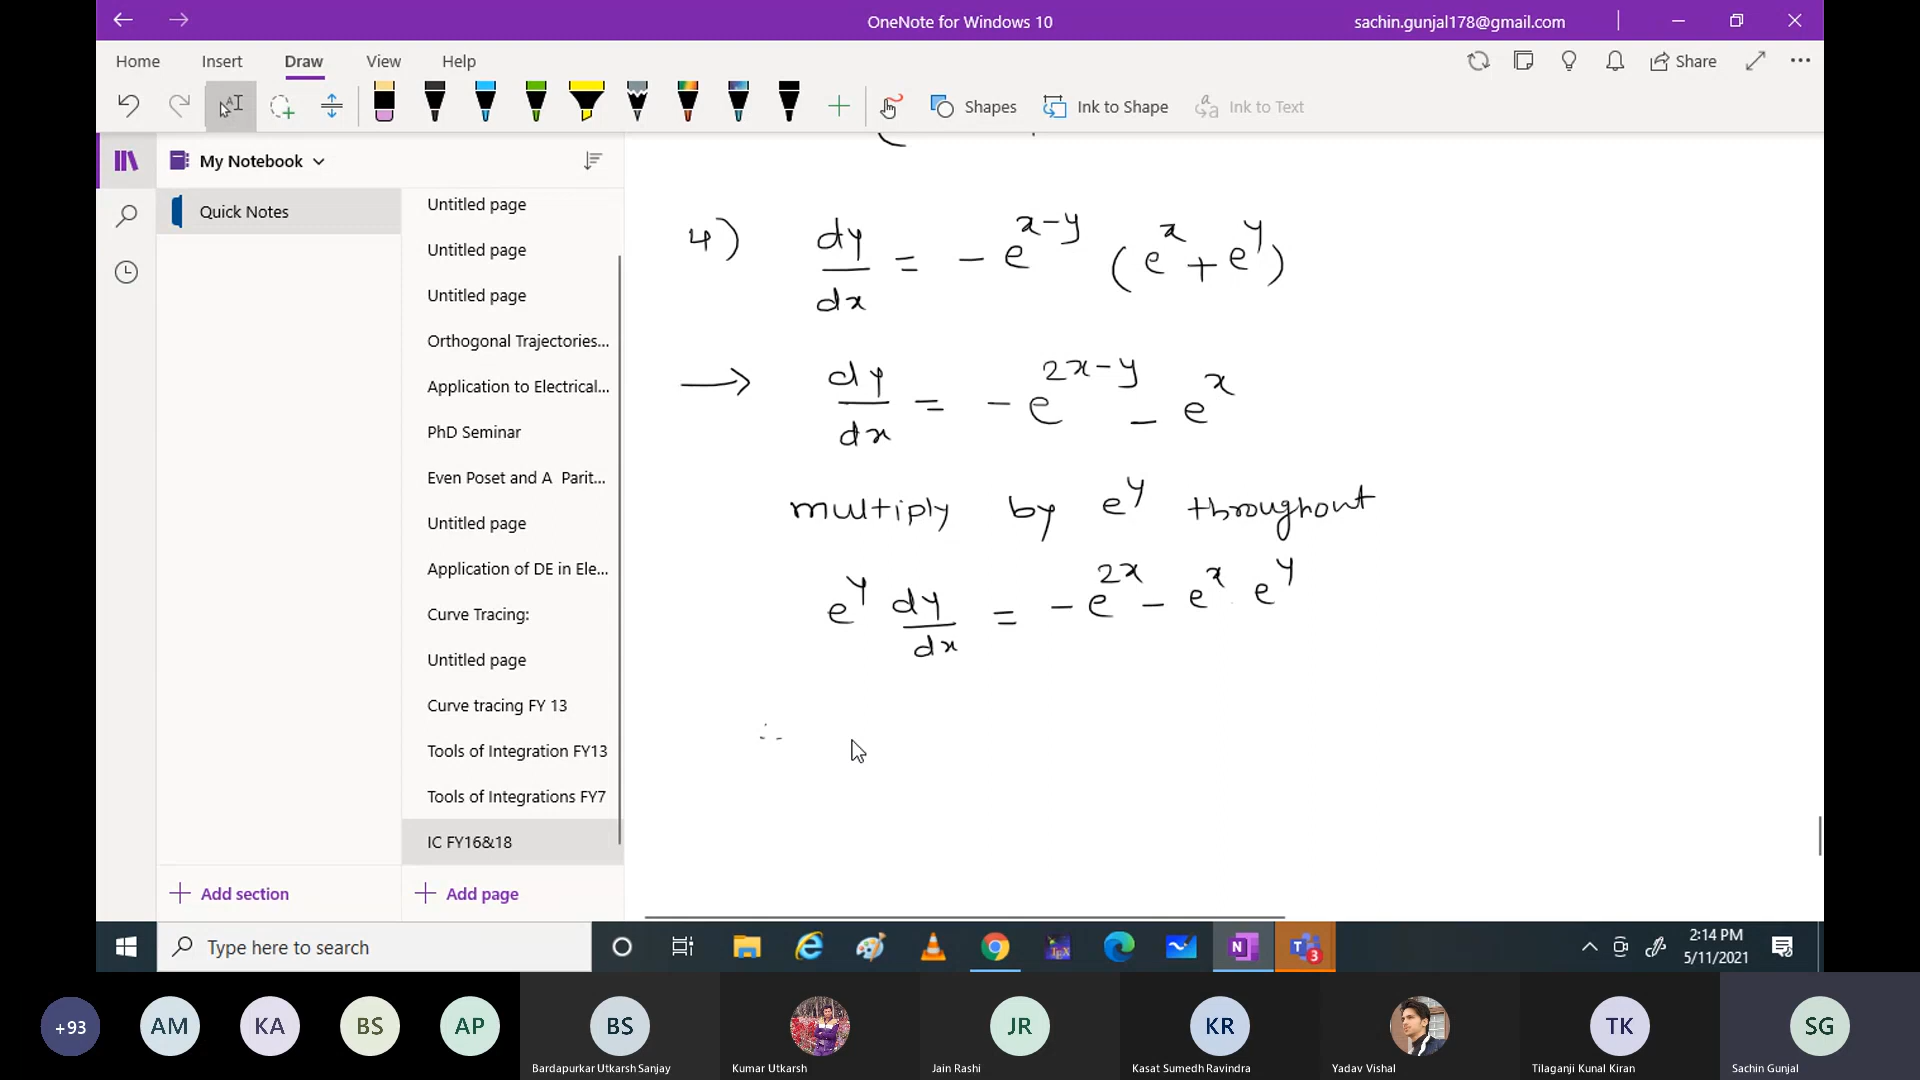 OneNote for Windows 10
sachin.gunjal178@gmail.com
Home Insert Draw View Help
Share
Shapes Ink to Shape Ink to Text
My Notebook
Quick Notes
Untitled page
Untitled page
Untitled page
Orthogonal Trajectories...
Application to Electrical...
PhD Seminar
Even Poset and A Parit...
Untitled page
Application of DE in Ele...
Curve Tracing:
Untitled page
Curve tracing FY 13
Tools of Integration FY13
Tools of Integrations FY7
IC FY16&18
Add section
Add page
4) dy/dx = - e^{x-y} (e^x + e^y)
→ dy/dx = - e^{2x-y} - e^x
multiply by e^y throughout
e^y dy/dx = - e^{2x} - e^x e^y
∴
Type here to search
2:14 PM
5/11/2021
+93 AM KA BS AP BS JR KR TK SG
Bardapurkar Utkarsh Sanjay
Kumar Utkarsh
Jain Rashi
Kasat Sumedh Ravindra
Yadav Vishal
Tilaganji Kunal Kiran
Sachin Gunjal